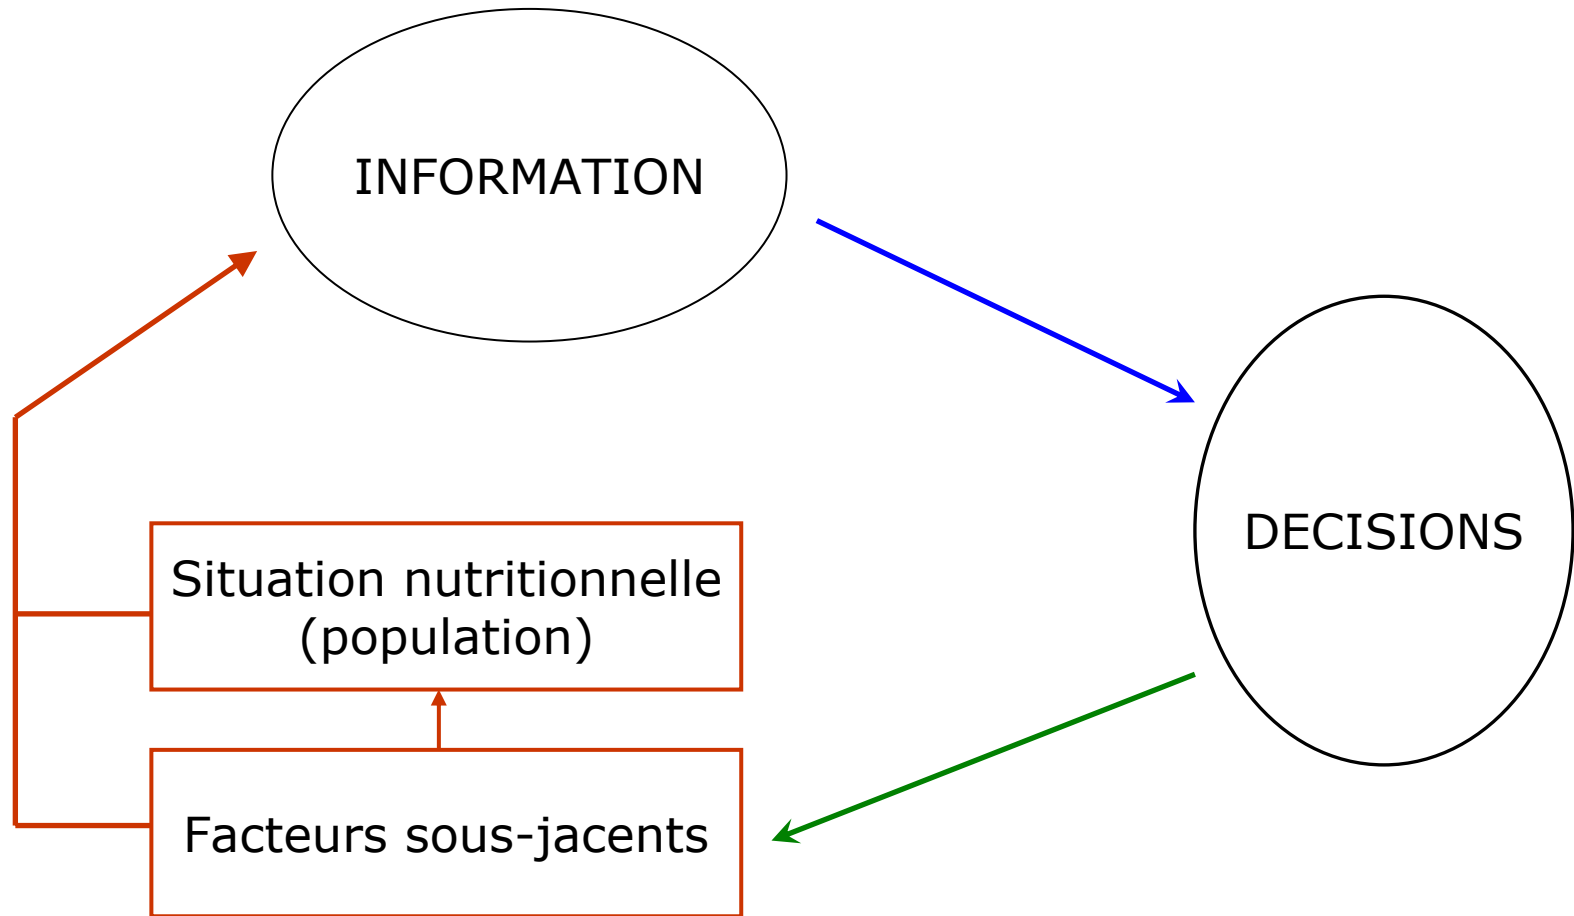 INFORMATION
DECISIONS
Situation nutritionnelle
(population)
Facteurs sous-jacents